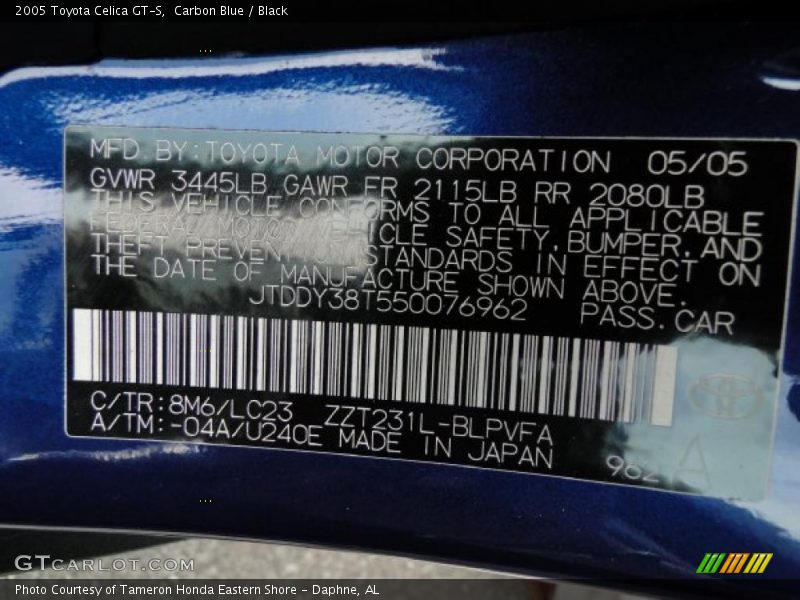 2005 Toyota Celica GT-S, Carbon Blue / Black
MFD BY:TOYOTA MOTOR CORPORATION 05/05
GVWR 3445LB GAWR FR 2115LB RR 2080LB
THIS VEHICLE CONFORMS TO ALL APPLICABLE
FEDERAL MOTOR VEHICLE SAFETY,BUMPER,AND
THEFT PREVENTION STANDARDS IN EFFECT ON
THE DATE OF MANUFACTURE SHOWN ABOVE.
JTDDY38T550076962 PASS.CAR
C/TR:8M6/LC23 ZZT231L-BLPVFA
A/TM:-04A/U240E MADE IN JAPAN
962 A
GTCARLOT.COM
Photo Courtesy of Tameron Honda Eastern Shore - Daphne, AL